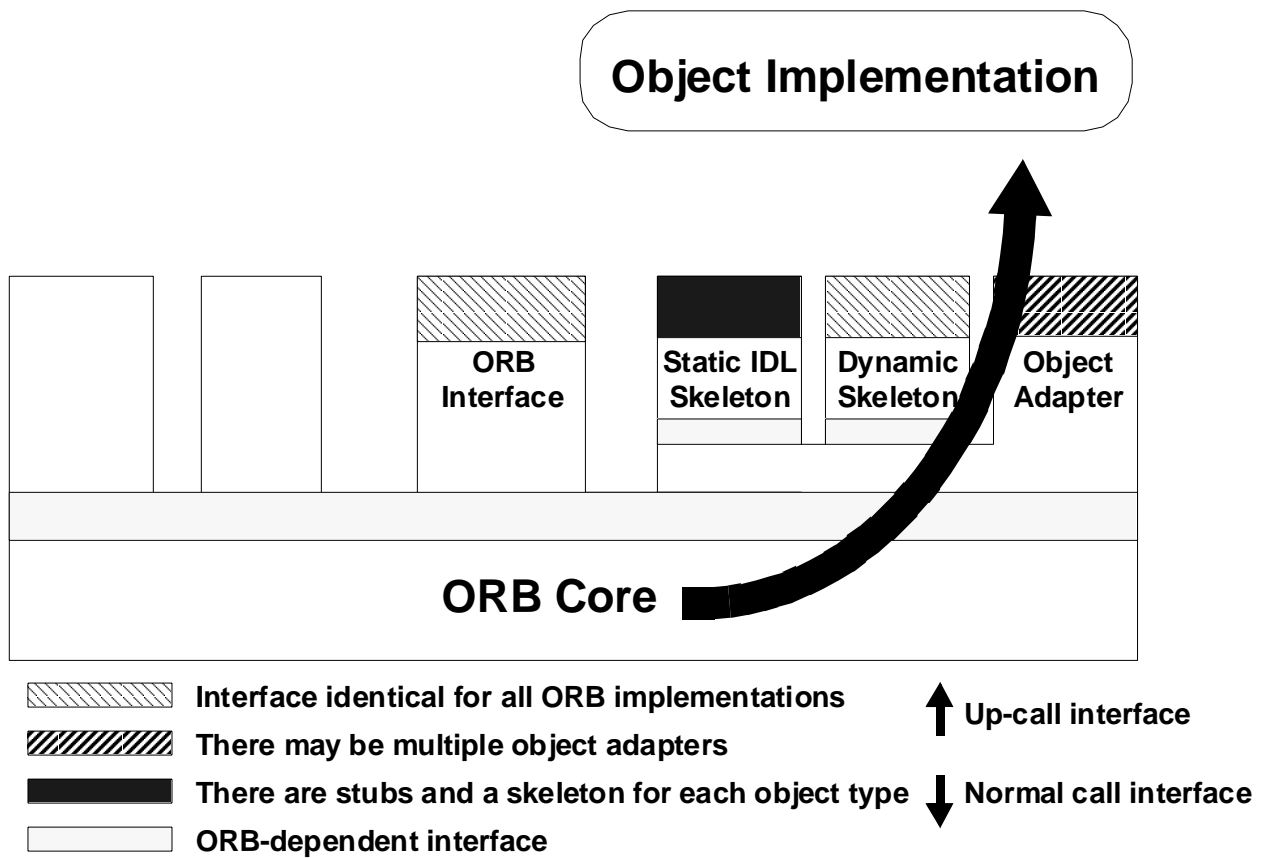 Object Implementation
ORB
Interface
Static IDL
Skeleton
Dynamic
Skeleton
Object
Adapter
ORB Core
Interface identical for all ORB implementations
There may be multiple object adapters
There are stubs and a skeleton for each object type
ORB-dependent interface
Up-call interface
Normal call interface